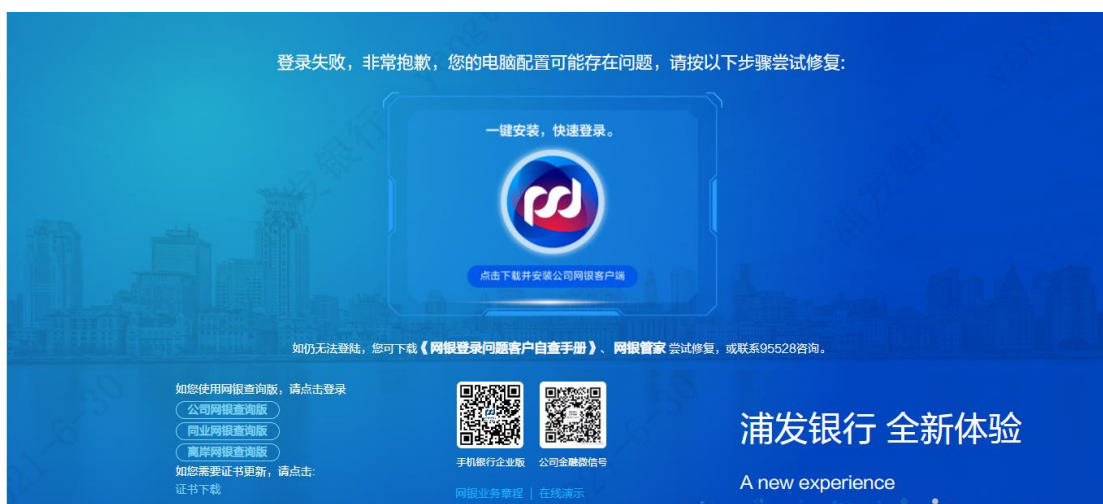 登录失败，非常抱歉，您的电脑配置可能存在问题，请按以下步骤尝试修复：
一键安装，快速登录。
点击下载并安装公司网银客户端
如仍无法登陆，您可下载《网银登录问题客户自查手册》、网银管家 尝试修复，或联系95528咨询。
如您使用网银查询版，请点击登录
公司网银查询版
同业网银查询版
离岸网银查询版
如您需要证书更新，请点击:
证书下载
手机银行企业版 公司金融微信号
网银业务章程 | 在线演示
浦发银行 全新体验
A new experience